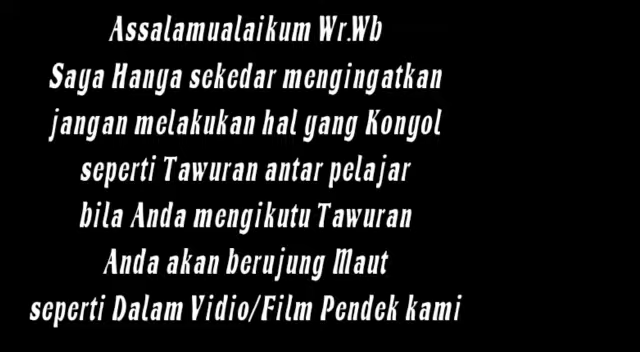 Assalamualaikum Wr.Wb
Saya Hanya sekedar mengingatkan
jangan melakukan hal yang Konyol
seperti Tawuran antar pelajar
bila Anda mengikutu Tawuran
Anda akan berujung Maut
seperti Dalam Vidio/Film Pendek kami